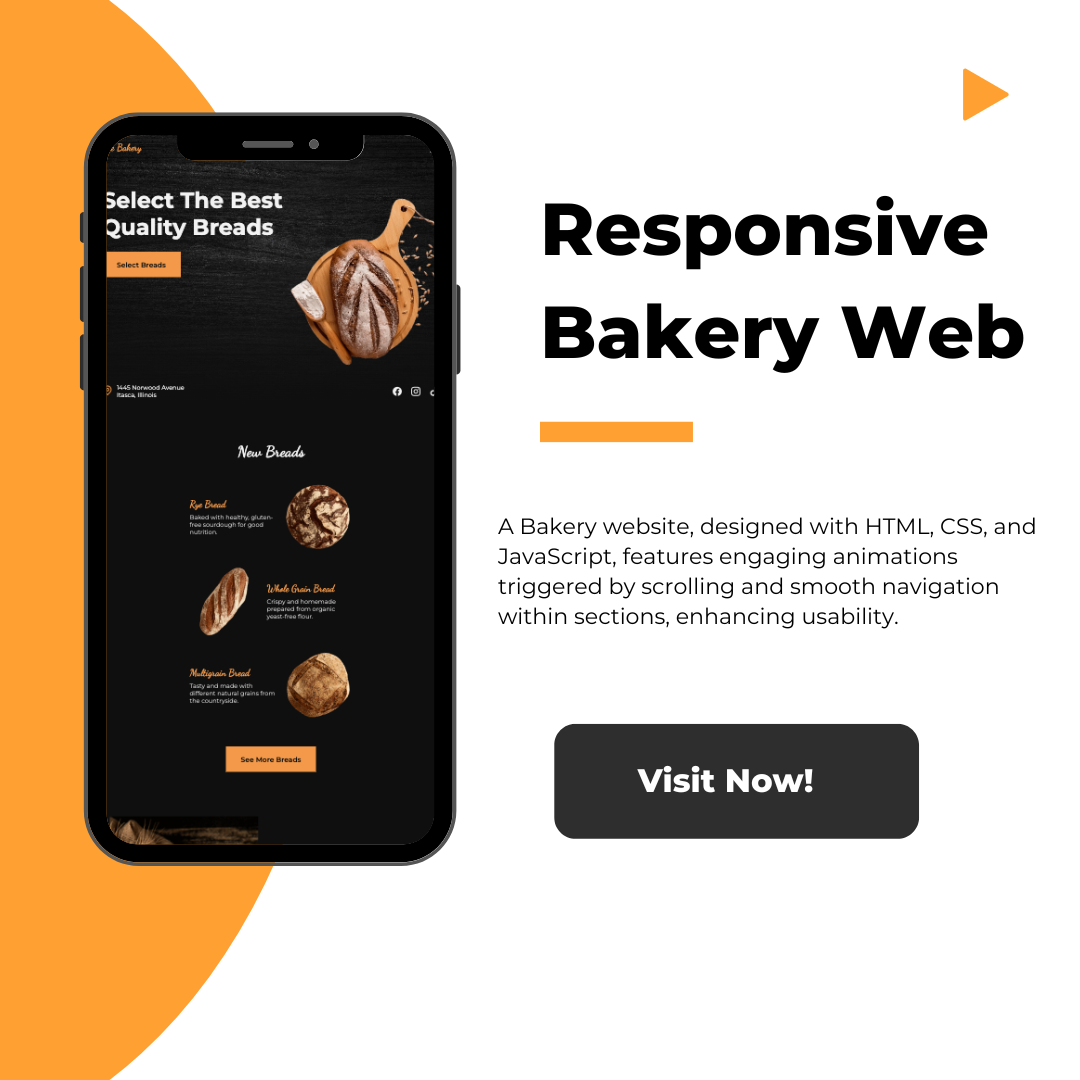 Bakery
Select The Best
Quality Breads
Select Breads
1445 Norwood Avenue
Itasca, Illinois
New Breads
Rye Bread
Baked with healthy, gluten-
free sourdough for good
nutrition.
Whole Grain Bread
Crispy and homemade
prepared from organic
yeast-free flour.
Multigrain Bread
Tasty and made with
different natural grains from
the countryside.
See More Breads
Responsive
Bakery Web
A Bakery website, designed with HTML, CSS, and
JavaScript, features engaging animations
triggered by scrolling and smooth navigation
within sections, enhancing usability.
Visit Now!